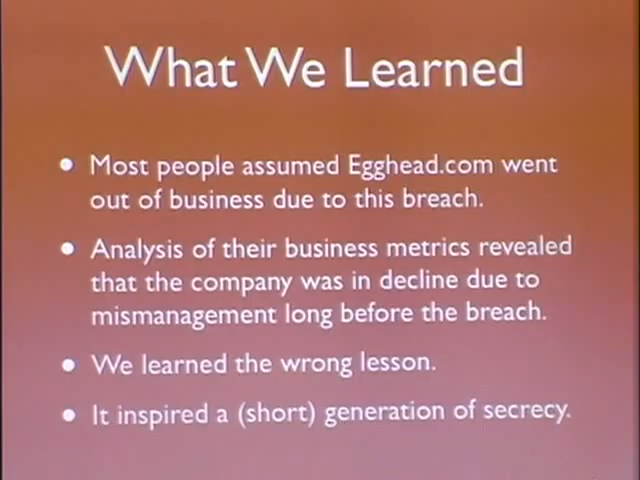 What We Learned
• Most people assumed Egghead.com went
out of business due to this breach.
• Analysis of their business metrics revealed
that the company was in decline due to
mismanagement long before the breach.
• We learned the wrong lesson.
• It inspired a (short) generation of secrecy.